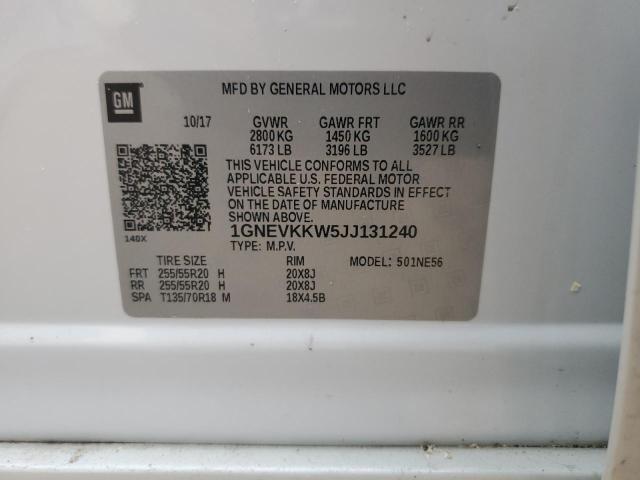 GM
MFD BY GENERAL MOTORS LLC
10/17 GVWR GAWR FRT GAWR RR
2800 KG 1450 KG 1600 KG
6173 LB 3196 LB 3527 LB
THIS VEHICLE CONFORMS TO ALL
APPLICABLE U.S. FEDERAL MOTOR
VEHICLE SAFETY STANDARDS IN EFFECT
ON THE DATE OF MANUFACTURE
SHOWN ABOVE.
1GNEVKKW5JJ131240
140X TYPE: M.P.V.
TIRE SIZE RIM MODEL: 501NE56
FRT 255/55R20 H 20X8J
RR 255/55R20 H 20X8J
SPA T135/70R18 M 18X4.5B